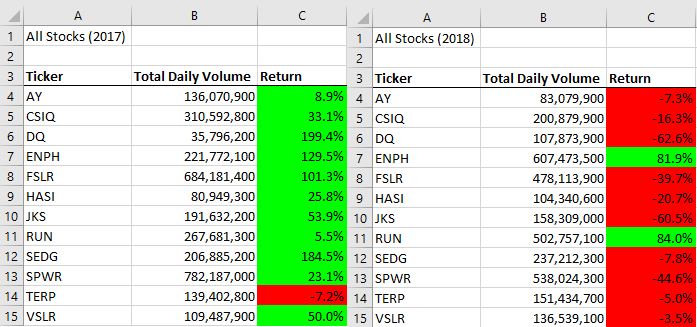 A B C
1 All Stocks (2017)
2
3 Ticker Total Daily Volume Return
4 AY 136,070,900 8.9%
5 CSIQ 310,592,800 33.1%
6 DQ 35,796,200 199.4%
7 ENPH 221,772,100 129.5%
8 FSLR 684,181,400 101.3%
9 HASI 80,949,300 25.8%
10 JKS 191,632,200 53.9%
11 RUN 267,681,300 5.5%
12 SEDG 206,885,200 184.5%
13 SPWR 782,187,000 23.1%
14 TERP 139,402,800 -7.2%
15 VSLR 109,487,900 50.0%
A B C
1 All Stocks (2018)
2
3 Ticker Total Daily Volume Return
4 AY 83,079,900 -7.3%
5 CSIQ 200,879,900 -16.3%
6 DQ 107,873,900 -62.6%
7 ENPH 607,473,500 81.9%
8 FSLR 478,113,900 -39.7%
9 HASI 104,340,600 -20.7%
10 JKS 158,309,000 -60.5%
11 RUN 502,757,100 84.0%
12 SEDG 237,212,300 -7.8%
13 SPWR 538,024,300 -44.6%
14 TERP 151,434,700 -5.0%
15 VSLR 136,539,100 -3.5%